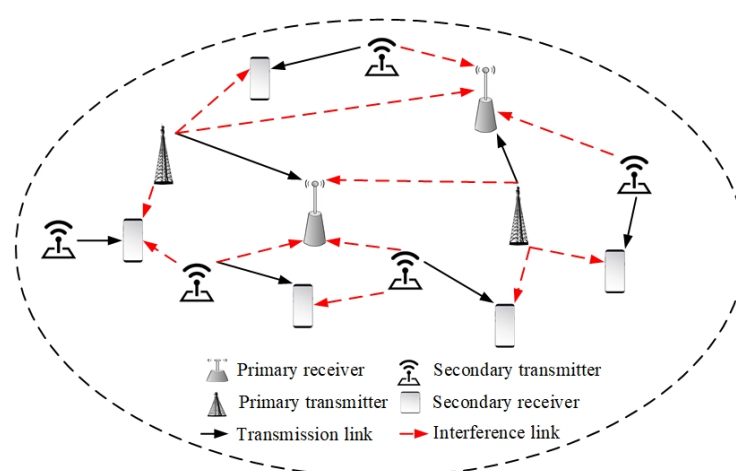 Primary receiver
Secondary transmitter
Primary transmitter
Secondary receiver
Transmission link
Interference link